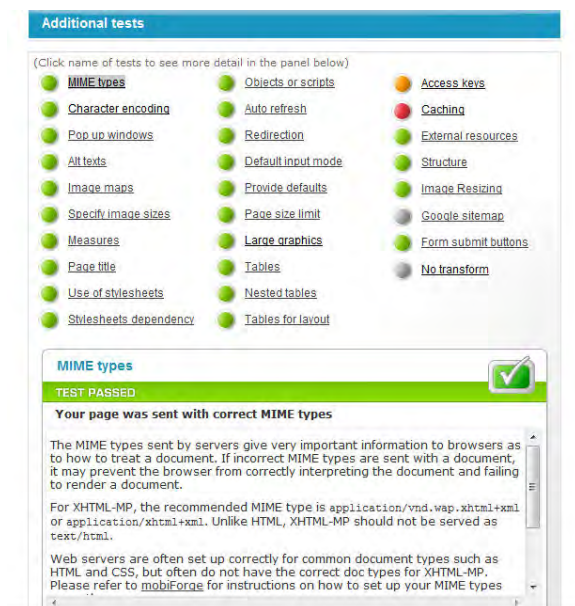 Additional tests
(Click name of tests to see more detail in the panel below)
MIME types
Character encoding
Pop up windows
Alt texts
Image maps
Specify image sizes
Measures
Page title
Use of stylesheets
Stylesheets dependency
Objects or scripts
Auto refresh
Redirection
Default input mode
Provide defaults
Page size limit
Large graphics
Tables
Nested tables
Tables for layout
Access keys
Caching
External resources
Structure
Image Resizing
Google sitemap
Form submit buttons
No transform
MIME types
TEST PASSED
Your page was sent with correct MIME types
The MIME types sent by servers give very important information to browsers as
to how to treat a document. If incorrect MIME types are sent with a document,
it may prevent the browser from correctly interpreting the document and failing
to render a document.
For XHTML-MP, the recommended MIME type is application/vnd.wap.xhtml+xml
or application/xhtml+xml. Unlike HTML, XHTML-MP should not be served as
text/html.
Web servers are often set up correctly for common document types such as
HTML and CSS, but often do not have the correct doc types for XHTML-MP.
Please refer to mobiForge for instructions on how to set up your MIME types